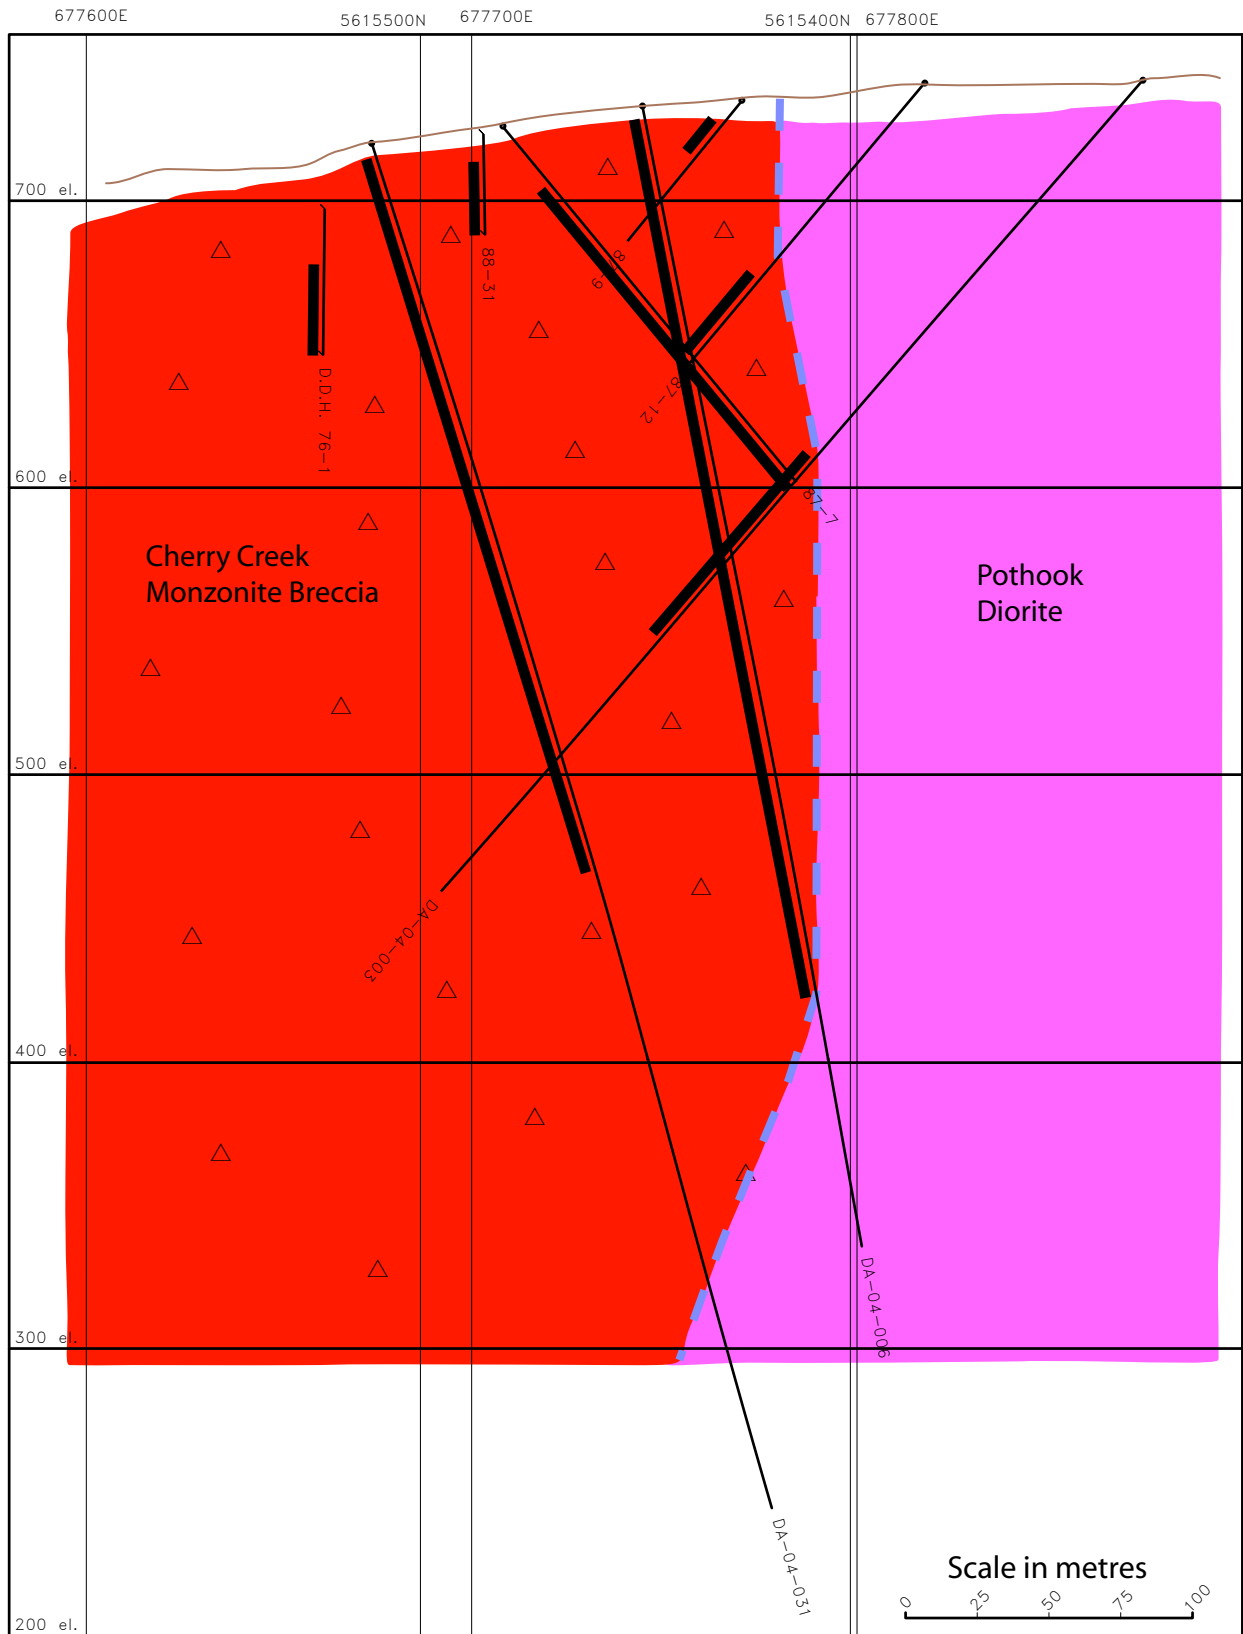 677600E
5615500N
677700E
5615400N
677800E
700 el.
88-31
D.D.H. 76-1
87-12
600 el.
87-7
Cherry Creek
Monzonite Breccia
Pothook
Diorite
500 el.
DA-04-003
400 el.
DA-04-006
300 el.
DA-04-031
Scale in metres
0 25 50 75 100
200 el.